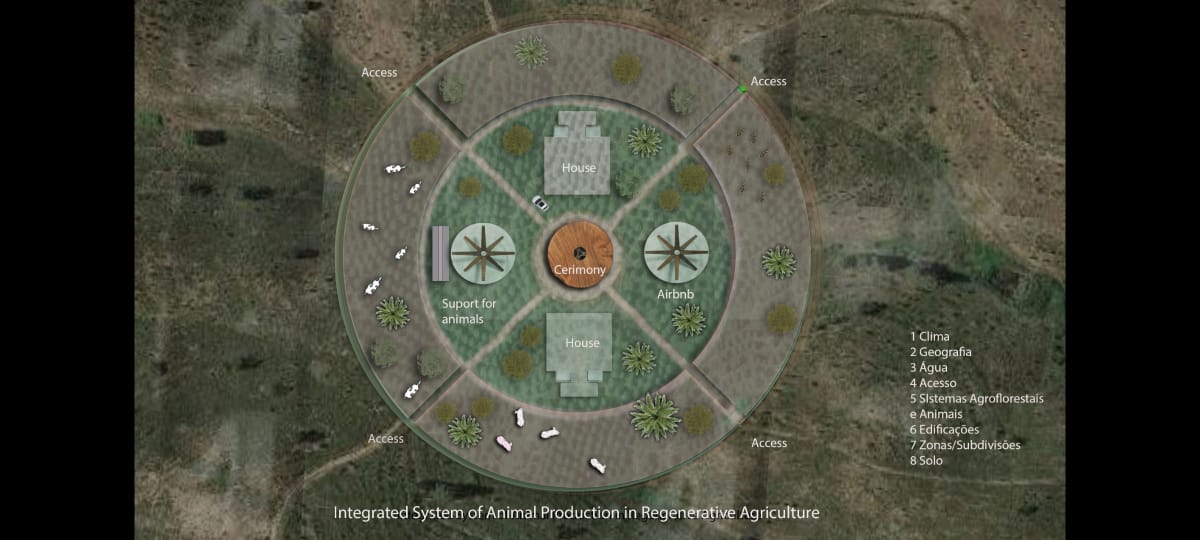 Access
Access
House
Cerimony
Airbnb
Suport for
animals
House
1 Clima
2 Geografia
3 Água
4 Acesso
5 SIstemas Agroflorestais
e Animais
6 Edificações
7 Zonas/Subdivisões
8 Solo
Access
Access
Integrated System of Animal Production in Regenerative Agriculture